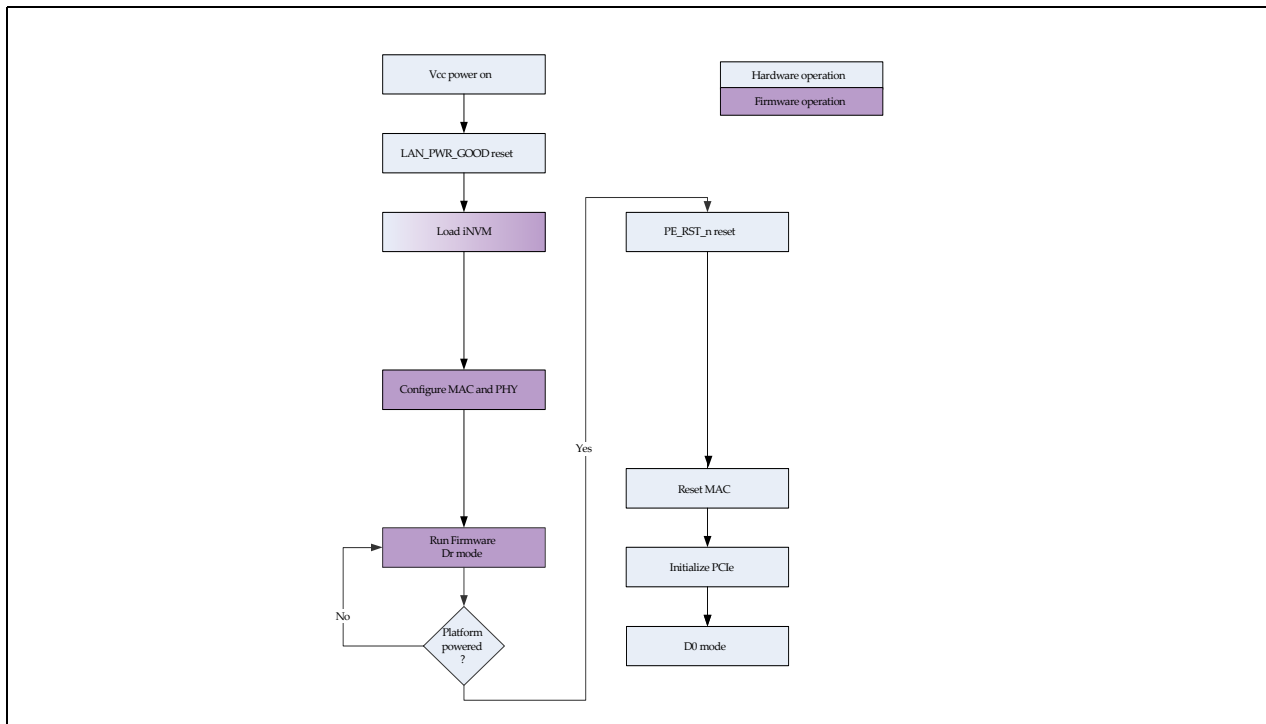 Vcc power on
LAN_PWR_GOOD reset
Load iNVM
Configure MAC and PHY
Run Firmware
Dr mode
No
Platform
powered
?
Yes
Hardware operation
Firmware operation
PE_RST_n reset
Reset MAC
Initialize PCIe
D0 mode